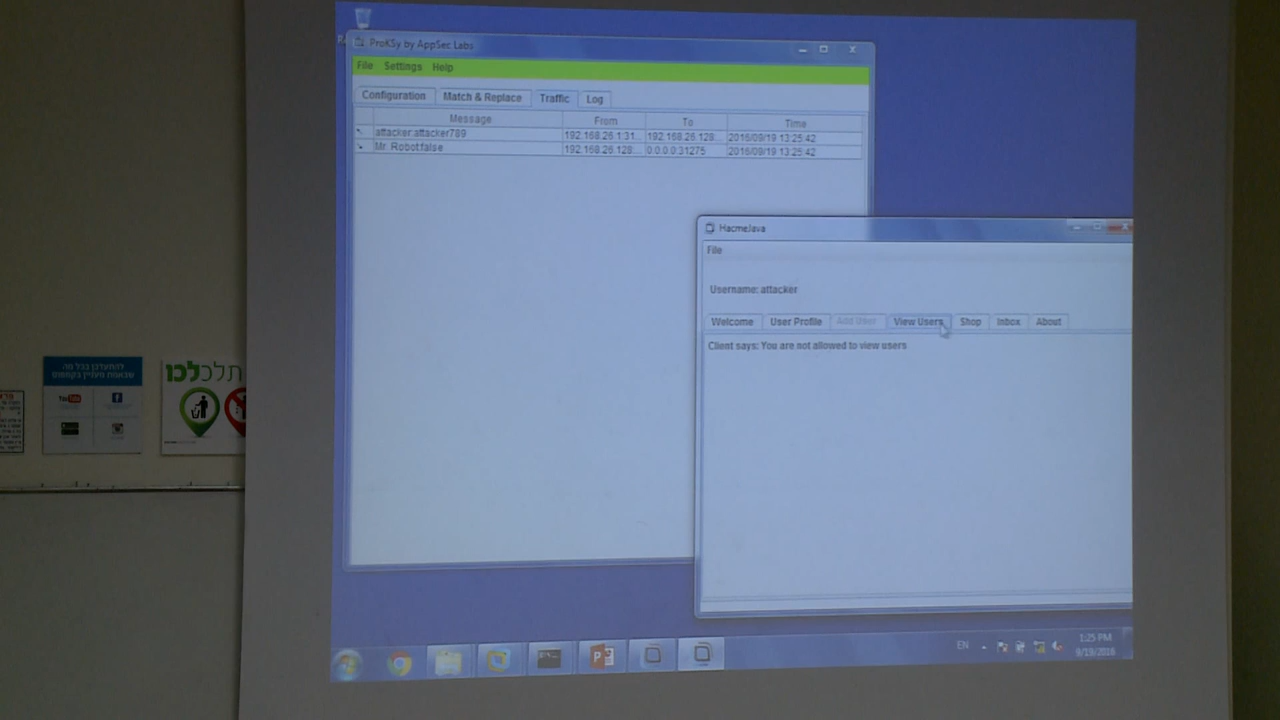 ProKSy by AppSec Labs
File Settings Help
Configuration Match & Replace Traffic Log
Message From To Time
attacker:attacker789 192.168.26.1:31... 192.168.26.128:... 2016/09/19 13:25:42
Mr. Robot:false 192.168.26.128:... 0.0.0.0:31275 2016/09/19 13:25:42
HacmeJava
File
Username: attacker
Welcome User Profile Add User View Users Shop Inbox About
Client says: You are not allowed to view users
EN
1:25 PM
9/19/2016
תלכלכו
להתעדכן בכל מה
YouTube